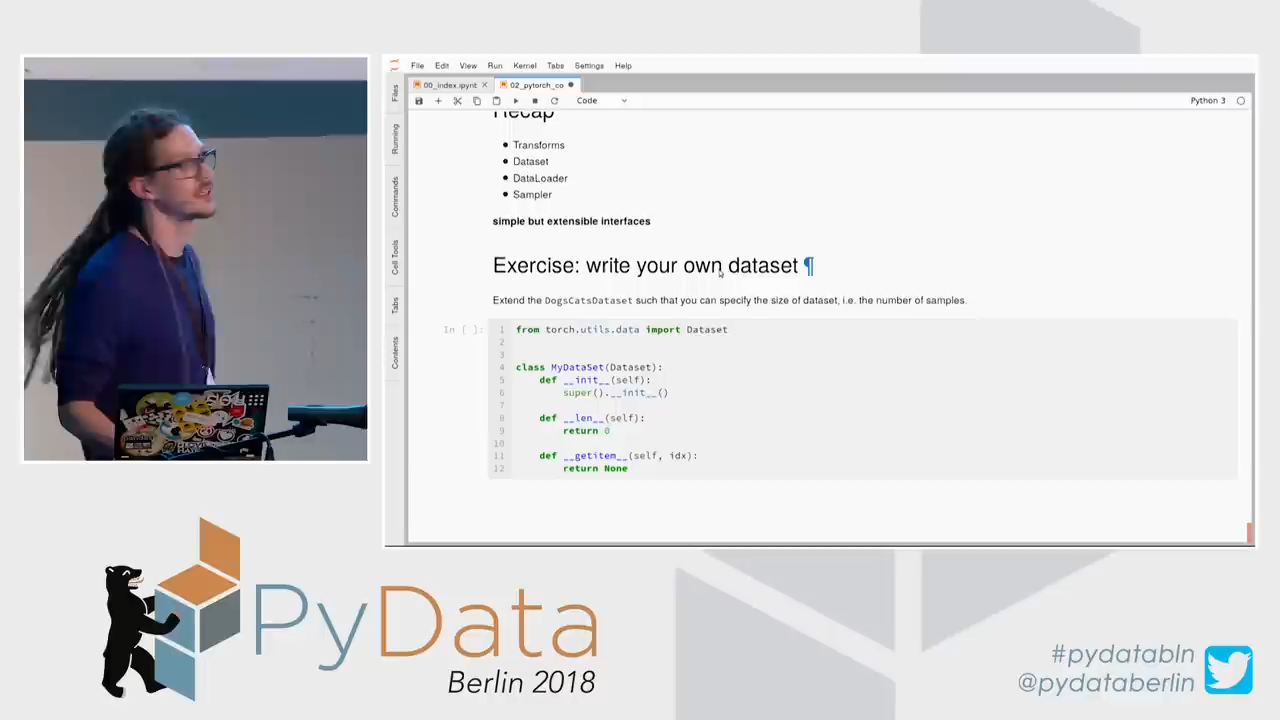 File Edit View Run Kernel Tabs Settings Help
00_index.ipynt
02_pytorch_co
Code
Python 3
Files
Running
Commands
Cell Tools
Tabs
Contents
Recap
Transforms
Dataset
DataLoader
Sampler
simple but extensible interfaces
Exercise: write your own dataset ¶
Extend the DogsCatsDataset such that you can specify the size of dataset, i.e. the number of samples.
In [ ]:
1 from torch.utils.data import Dataset
2
3
4 class MyDataSet(Dataset):
5 def __init__(self):
6 super().__init__()
7
8 def __len__(self):
9 return 0
10
11 def __getitem__(self, idx):
12 return None
PyData
Berlin 2018
#pydatabln
@pydataberlin